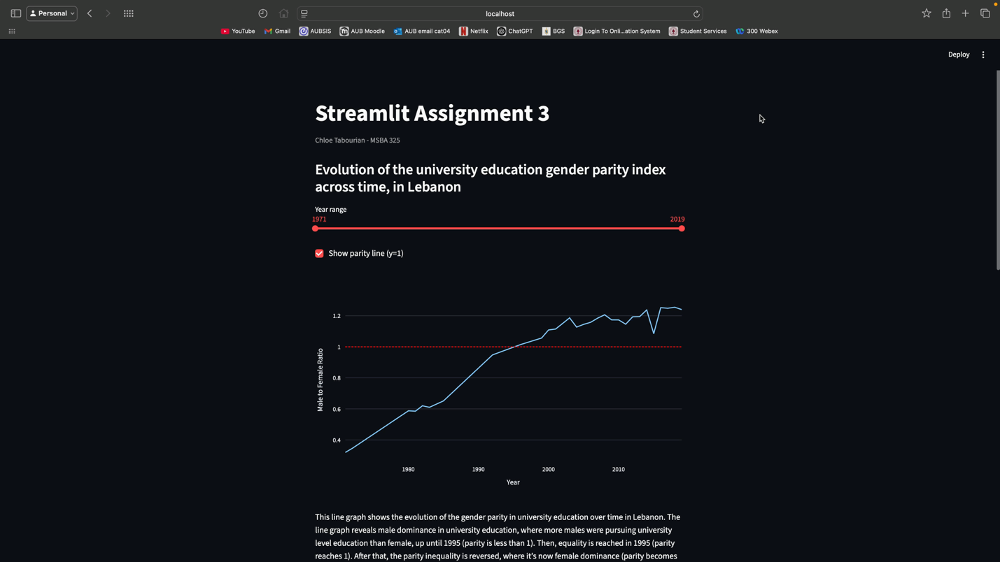 Personal
localhost
YouTube Gmail AUBSIS AUB Moodle AUB email cat04 Netflix ChatGPT BGS Login To Onli...ation System Student Services 300 Webex
Deploy
Streamlit Assignment 3
Chloe Tabourian - MSBA 325
Evolution of the university education gender parity index
across time, in Lebanon
Year range
1971 2019
Show parity line (y=1)
1.2
1
0.8
0.6
0.4
Male to Female Ratio
1980 1990 2000 2010
Year
This line graph shows the evolution of the gender parity in university education over time in Lebanon. The
line graph reveals male dominance in university education, where more males were pursuing university
level education than female, up until 1995 (parity is less than 1). Then, equality is reached in 1995 (parity
reaches 1). After that, the parity inequality is reversed, where it's now female dominance (parity becomes